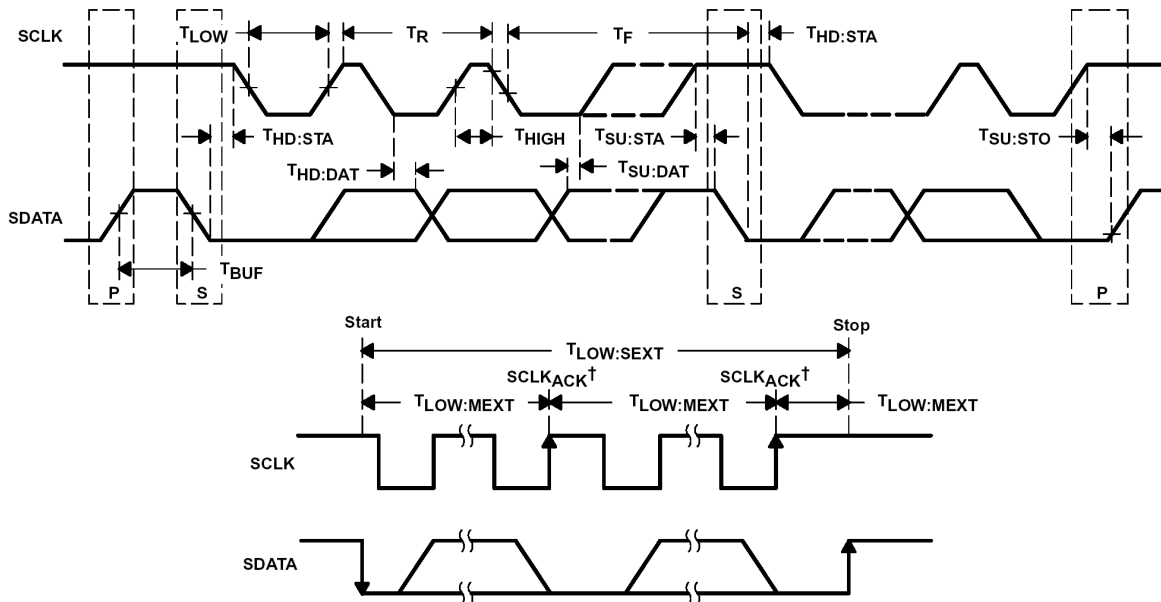 SCLK
TLOW
TR
TF
THD:STA
THD:STA
THIGH
TSU:STA
TSU:STO
THD:DAT
TSU:DAT
SDATA
TBUF
P
S
S
P
Start
Stop
TLOW:SEXT
SCLKACK†
SCLKACK†
TLOW:MEXT
TLOW:MEXT
TLOW:MEXT
SCLK
SDATA